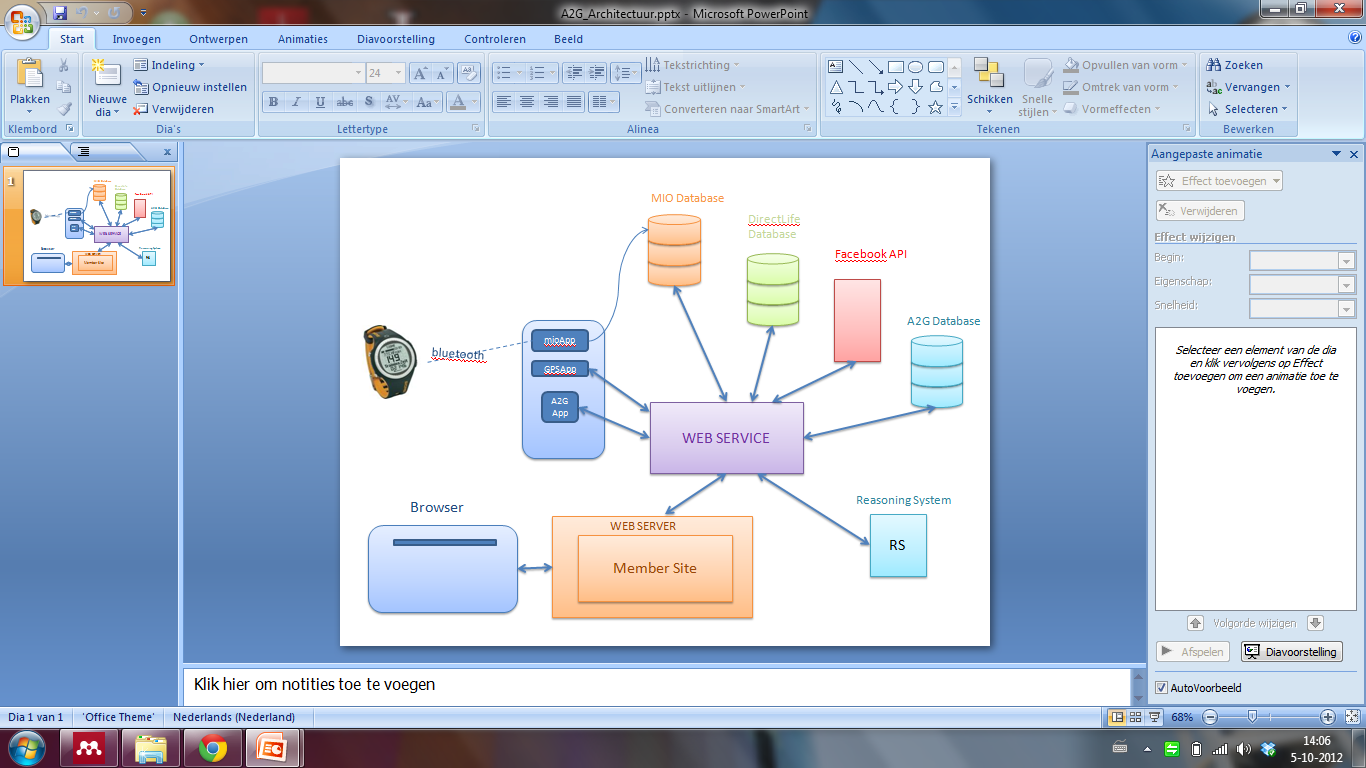 A2G_Architectuur.pptx - Microsoft PowerPoint
Start Invoegen Ontwerpen Animaties Diavoorstelling Controleren Beeld
Plakken
Klembord
Nieuwe dia
Indeling
Opnieuw instellen
Verwijderen
Dia's
24
B I U abc S AV Aa A
Lettertype
Tekstrichting
Tekst uitlijnen
Converteren naar SmartArt
Alinea
Schikken
Snelle stijlen
Opvullen van vorm
Omtrek van vorm
Vormeffecten
Tekenen
Zoeken
Vervangen
Selecteren
Bewerken
1
MIO Database
DirectLife
Database
Facebook API
A2G Database
bluetooth
mioApp
GPSApp
A2G
App
WEB SERVICE
Browser
WEB SERVER
Member Site
Reasoning System
RS
Aangepaste animatie
Effect toevoegen
Verwijderen
Effect wijzigen
Begin:
Eigenschap:
Snelheid:
Selecteer een element van de dia
en klik vervolgens op Effect
toevoegen om een animatie toe te
voegen.
Volgorde wijzigen
Afspelen
Diavoorstelling
AutoVoorbeeld
Klik hier om notities toe te voegen
Dia 1 van 1
'Office Theme'
Nederlands (Nederland)
68%
14:06
5-10-2012